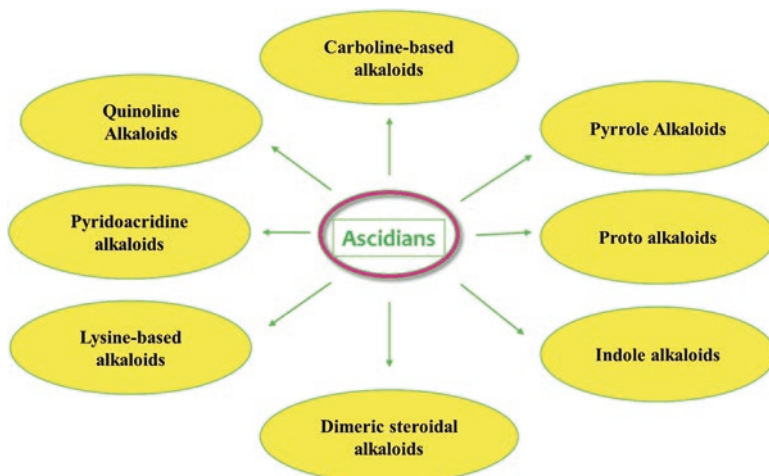 Carboline-based
alkaloids
Quinoline
Alkaloids
Pyrrole Alkaloids
Pyridoacridine
alkaloids
Ascidians
Proto alkaloids
Lysine-based
alkaloids
Indole alkaloids
Dimeric steroidal
alkaloids